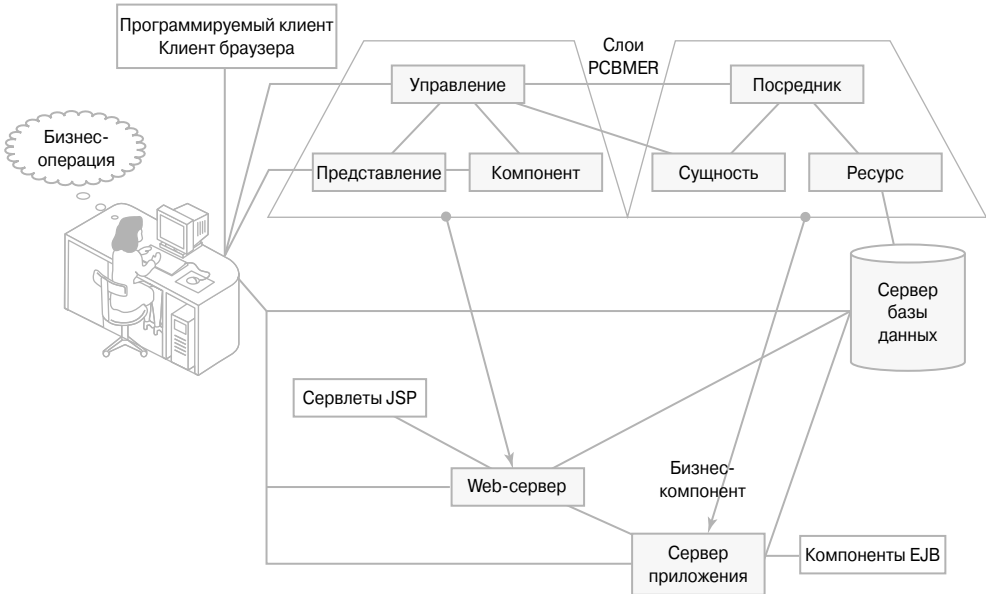 Программируемый клиент
Клиент браузера
Слои
PCBMER
Управление
Посредник
Бизнес-
операция
Представление
Компонент
Сущность
Ресурс
Сервер
базы
данных
Сервлеты JSP
Web-сервер
Бизнес-
компонент
Сервер
приложения
Компоненты EJB